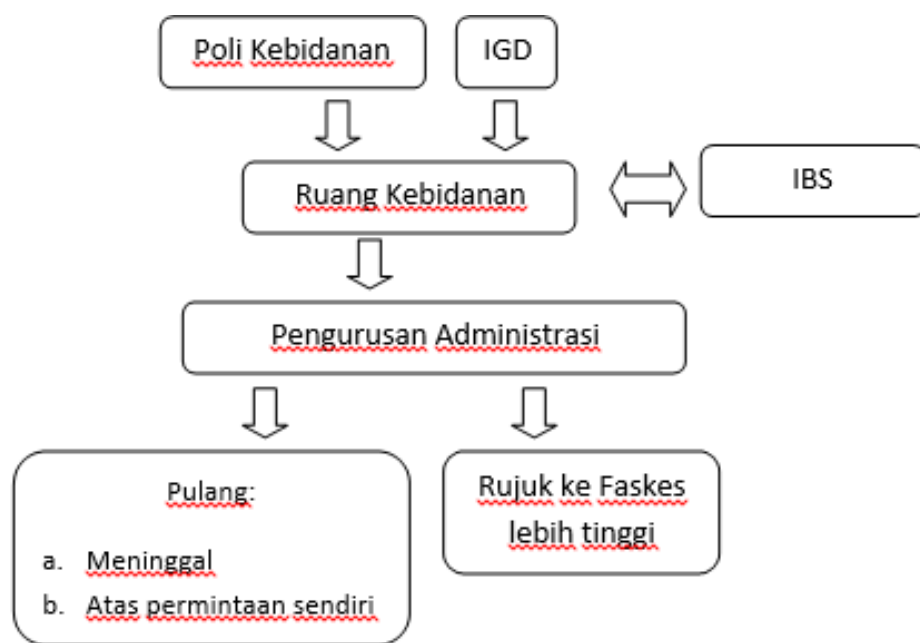 Poli Kebidanan
IGD
Ruang Kebidanan
IBS
Pengurusan Administrasi
Pulang:
a. Meninggal
b. Atas permintaan sendiri
Rujuk ke Faskes
lebih tinggi